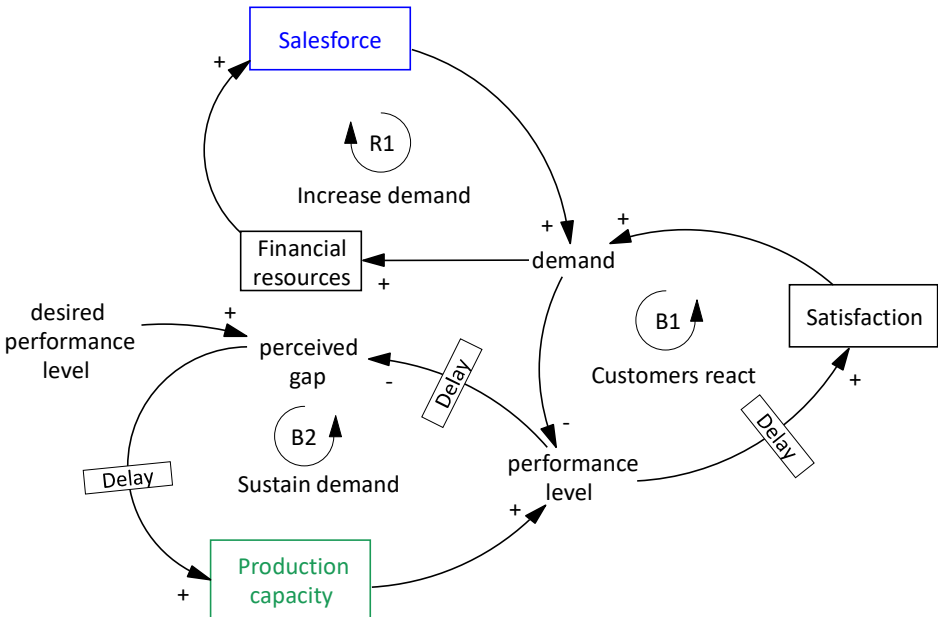 Salesforce
+
R1
Increase demand
+
+
Financial
resources
demand
+
desired
performance
level
+
perceived
gap
-
Delay
B1
Customers react
Satisfaction
+
Delay
-
B2
Sustain demand
Delay
performance
level
+
+
Production
capacity